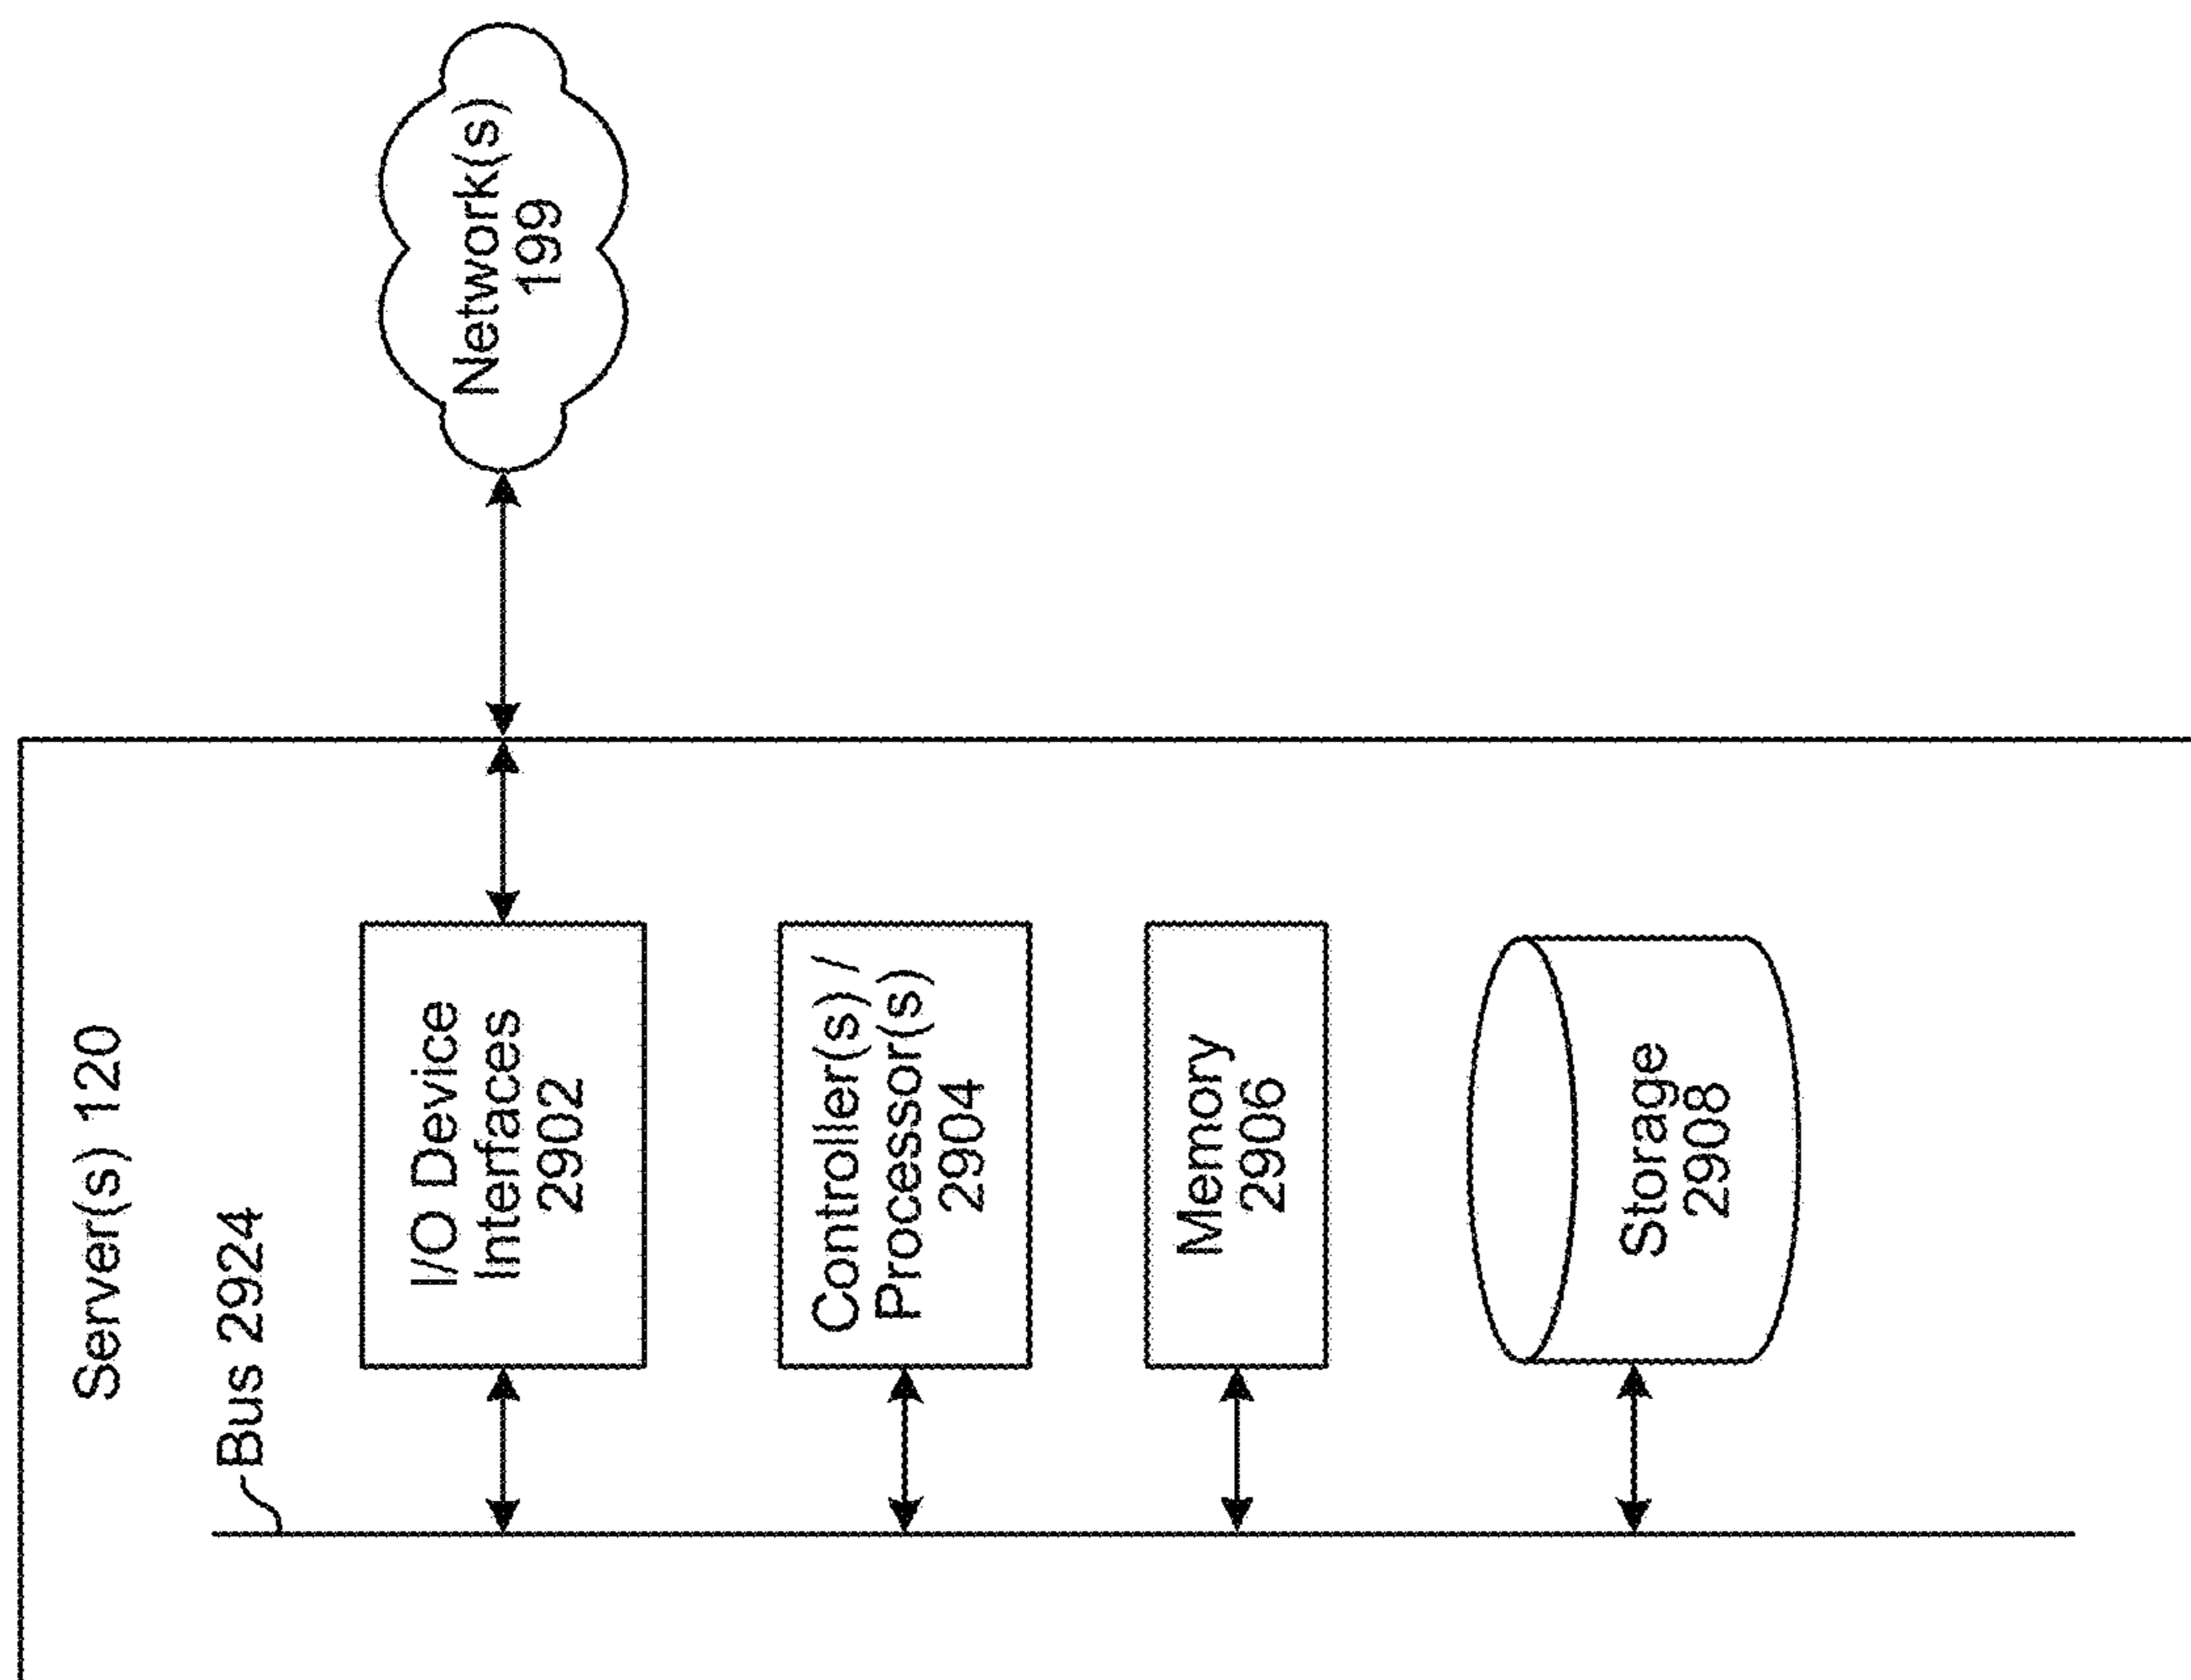 Server(s) 120
Bus 2924
I/O Device
Interfaces
2902
Network(s)
199
Controller(s) /
Processor(s)
2904
Memory
2906
Storage
2908